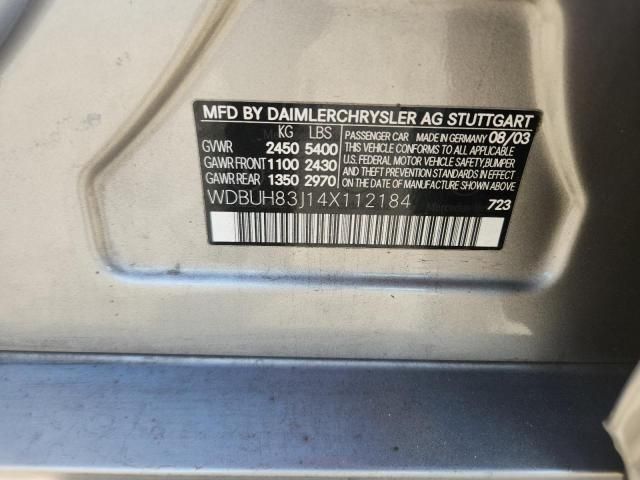 MFD BY DAIMLERCHRYSLER AG STUTTGART
KG LBS
GVWR 2450 5400
GAWR FRONT 1100 2430
GAWR REAR 1350 2970
PASSENGER CAR MADE IN GERMANY 08/03
THIS VEHICLE CONFORMS TO ALL APPLICABLE
U.S. FEDERAL MOTOR VEHICLE SAFETY, BUMPER
AND THEFT PREVENTION STANDARDS IN
EFFECT ON THE DATE OF MANUFACTURE
WDBUH83J14X112184
723